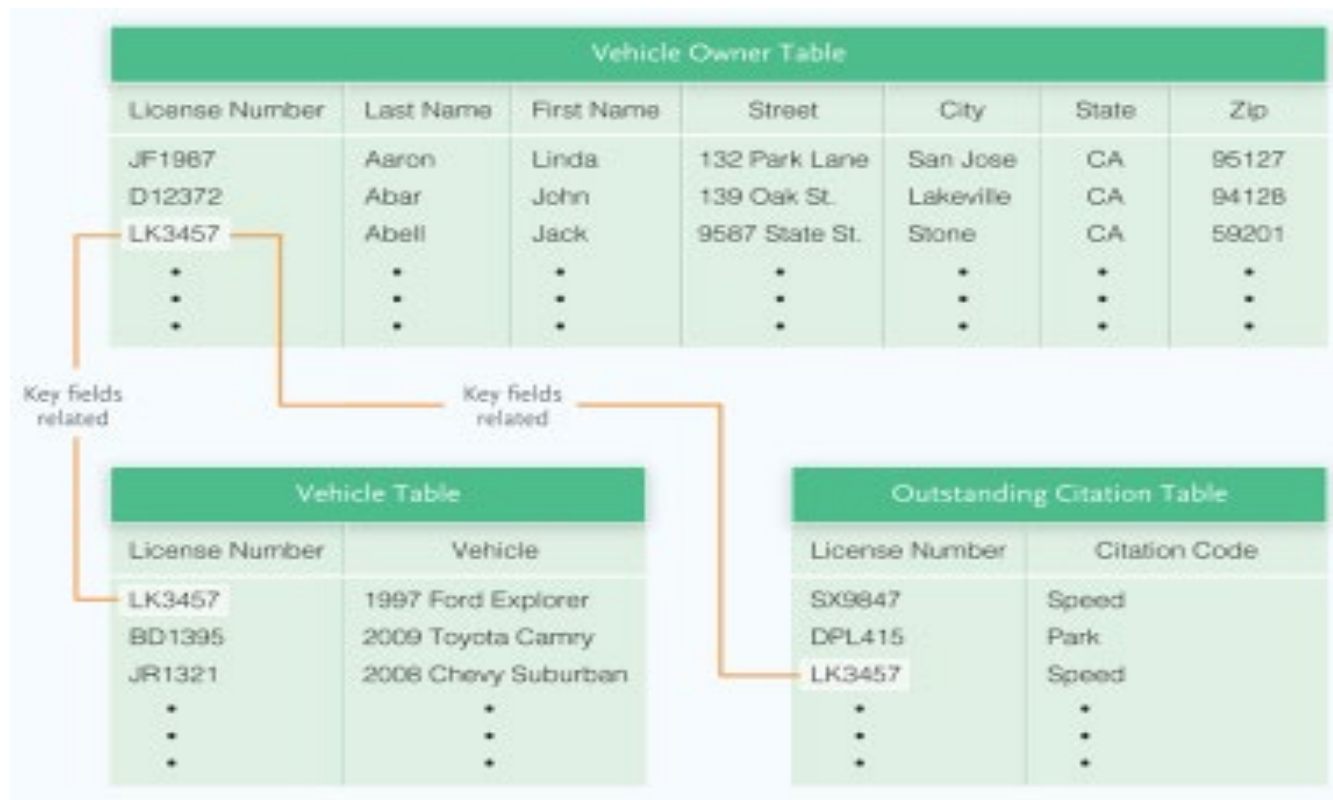 Vehicle Owner Table
License Number Last Name First Name Street City State Zip
JF1987 Aaron Linda 132 Park Lane San Jose CA 95127
D12372 Abar John 139 Oak St. Lakeville CA 94128
LK3457 Abell Jack 9587 State St. Stone CA 59201
Key fields
related
Key fields
related
Vehicle Table
License Number Vehicle
LK3457 1997 Ford Explorer
BD1395 2009 Toyota Camry
JR1321 2008 Chevy Suburban
Outstanding Citation Table
License Number Citation Code
SX9847 Speed
DPL415 Park
LK3457 Speed